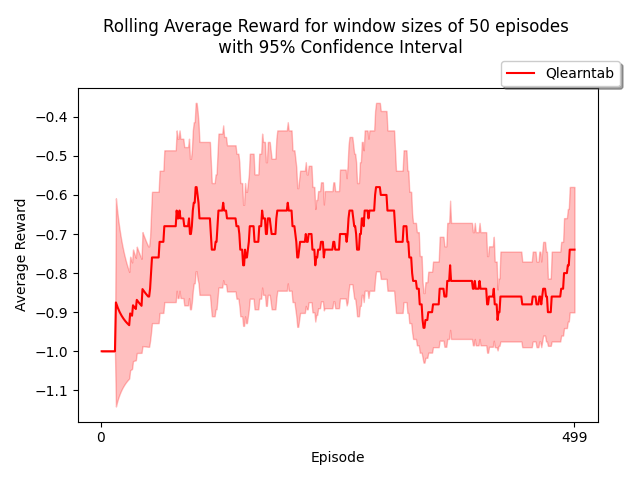 Rolling Average Reward for window sizes of 50 episodes
with 95% Confidence Interval
Qlearntab
−0.4
−0.5
−0.6
−0.7
−0.8
−0.9
−1.0
−1.1
Average Reward
0
499
Episode